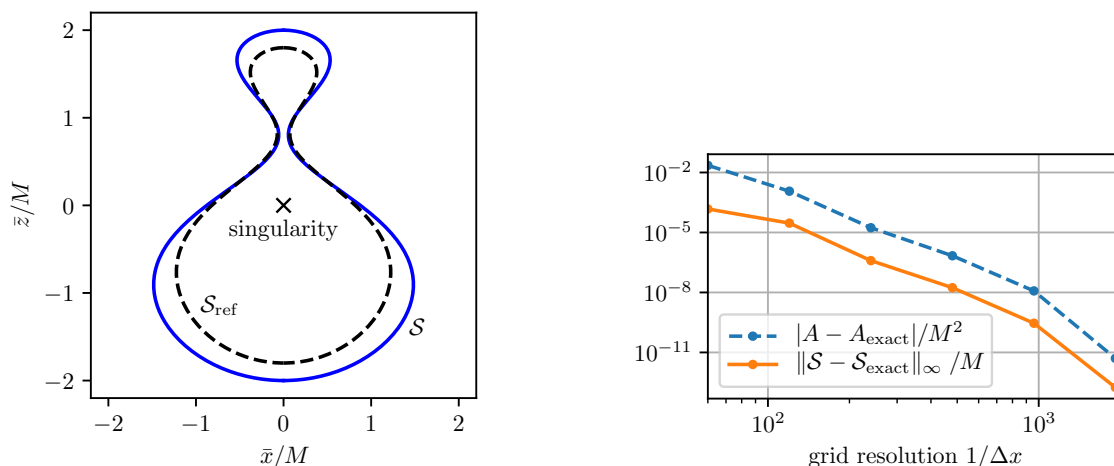 2
1
0
−1
−2
z̄/M
singularity
𝒮ref
𝒮
−2
−1
0
1
2
x̄/M
10⁻²
10⁻⁵
10⁻⁸
10⁻¹¹
|A − Aexact|/M²
‖𝒮 − 𝒮exact‖∞ /M
10²
10³
grid resolution 1/Δx